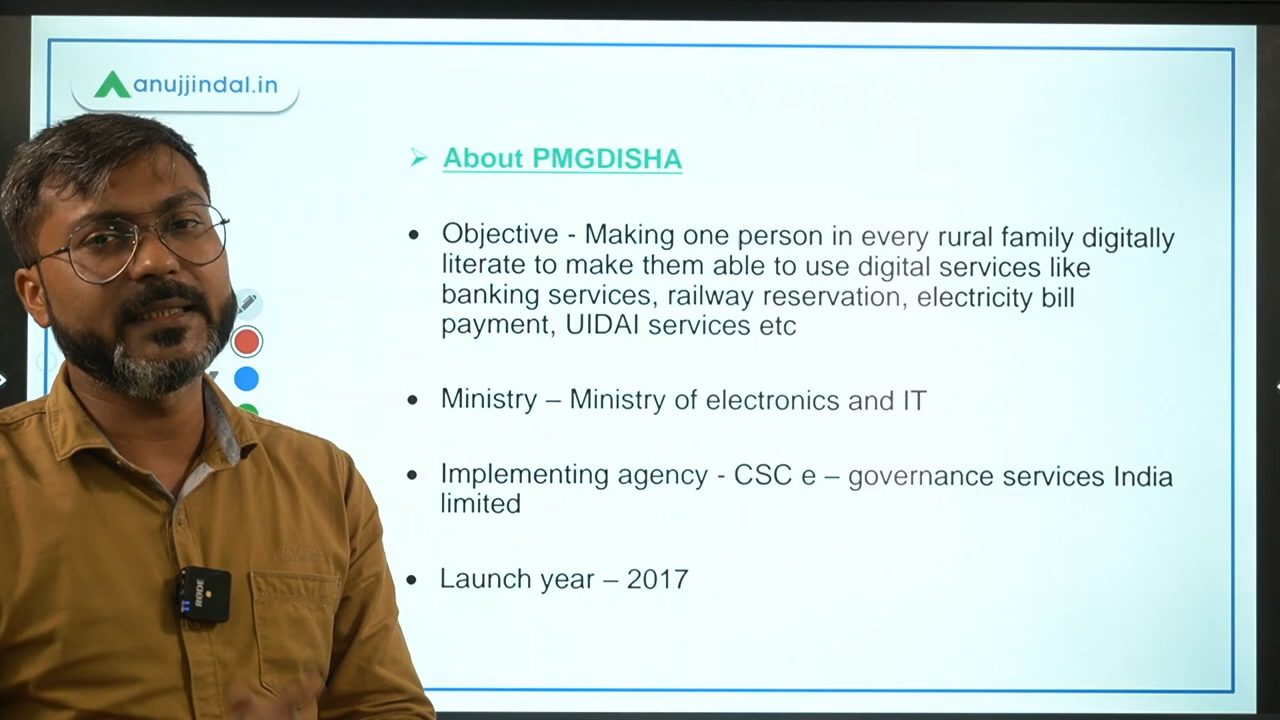 anujjindal.in
About PMGDISHA
Objective - Making one person in every rural family digitally
literate to make them able to use digital services like
banking services, railway reservation, electricity bill
payment, UIDAI services etc
Ministry – Ministry of electronics and IT
Implementing agency - CSC e – governance services India
limited
Launch year – 2017
RODE